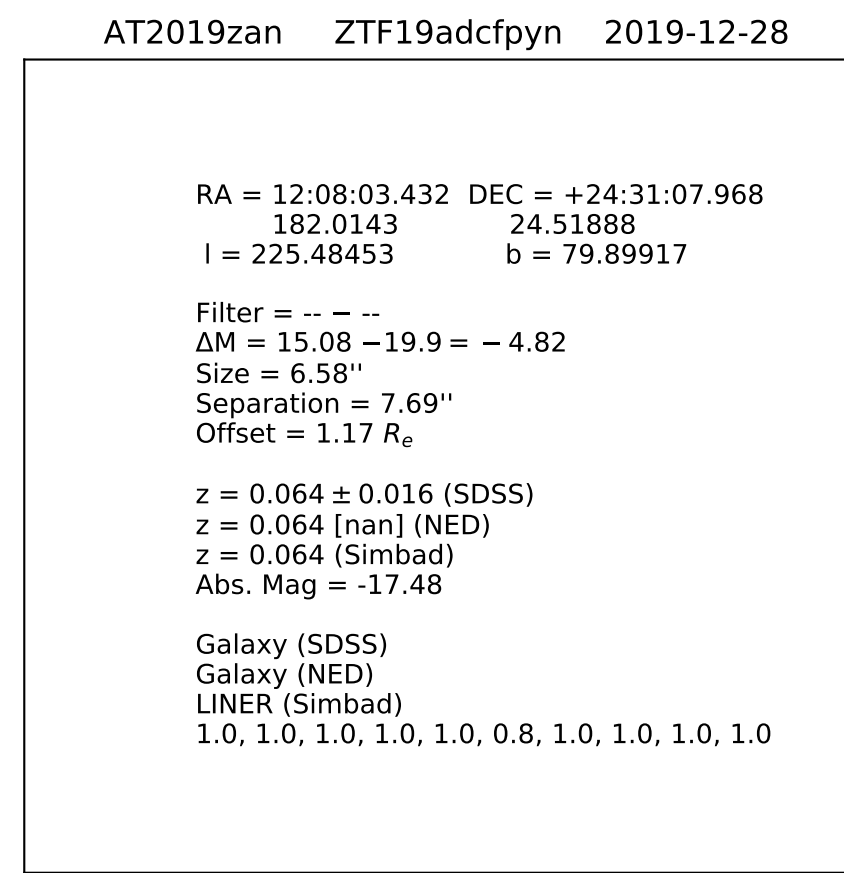 AT2019zan ZTF19adcfpyn 2019-12-28
RA = 12:08:03.432 DEC = +24:31:07.968
182.0143 24.51888
l = 225.48453 b = 79.89917
Filter = -- − --
ΔM = 15.08 −19.9 = − 4.82
Size = 6.58''
Separation = 7.69''
Offset = 1.17 Rₑ
z = 0.064 ± 0.016 (SDSS)
z = 0.064 [nan] (NED)
z = 0.064 (Simbad)
Abs. Mag = -17.48
Galaxy (SDSS)
Galaxy (NED)
LINER (Simbad)
1.0, 1.0, 1.0, 1.0, 1.0, 0.8, 1.0, 1.0, 1.0, 1.0